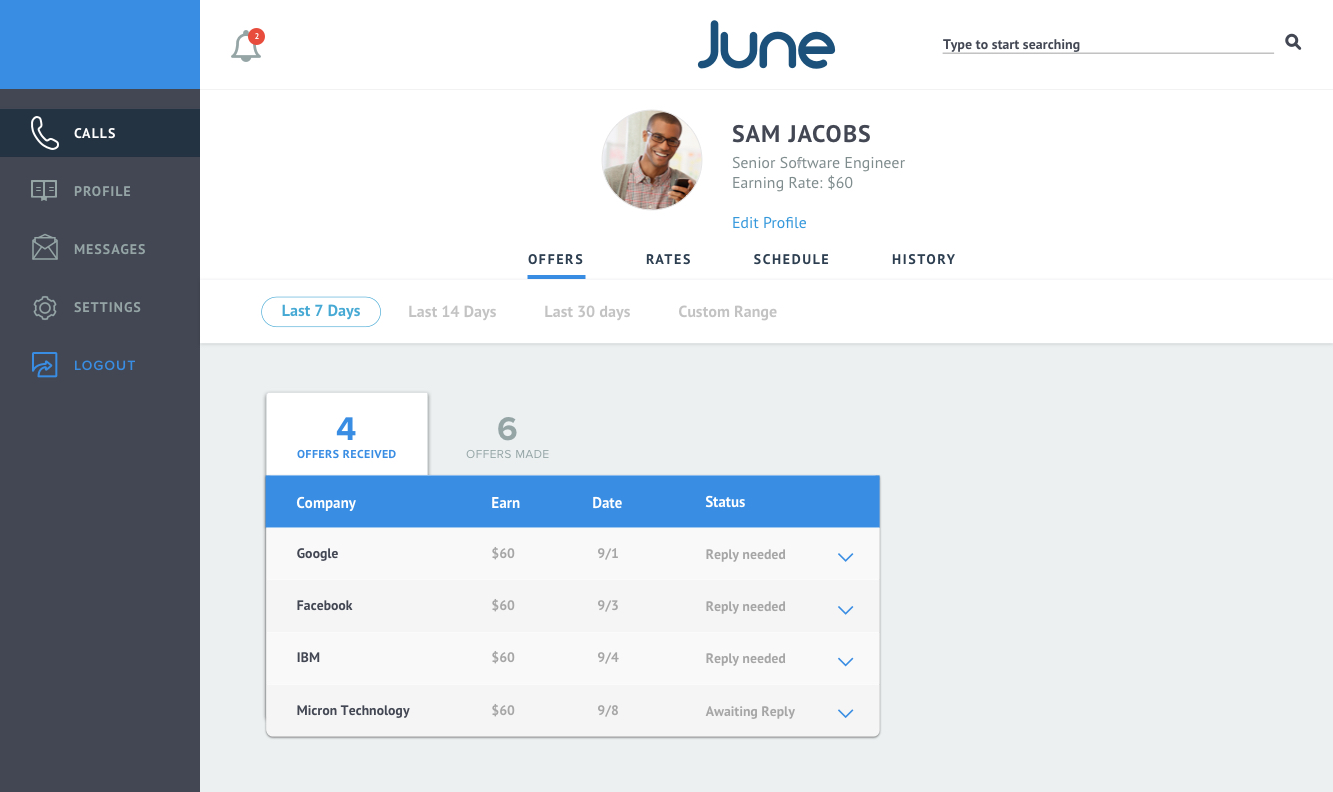 2
June
Type to start searching
CALLS
PROFILE
MESSAGES
SETTINGS
LOGOUT
SAM JACOBS
Senior Software Engineer
Earning Rate: $60
Edit Profile
OFFERS RATES SCHEDULE HISTORY
Last 7 Days Last 14 Days Last 30 days Custom Range
4
OFFERS RECEIVED
6
OFFERS MADE
Company Earn Date Status
Google $60 9/1 Reply needed
Facebook $60 9/3 Reply needed
IBM $60 9/4 Reply needed
Micron Technology $60 9/8 Awaiting Reply